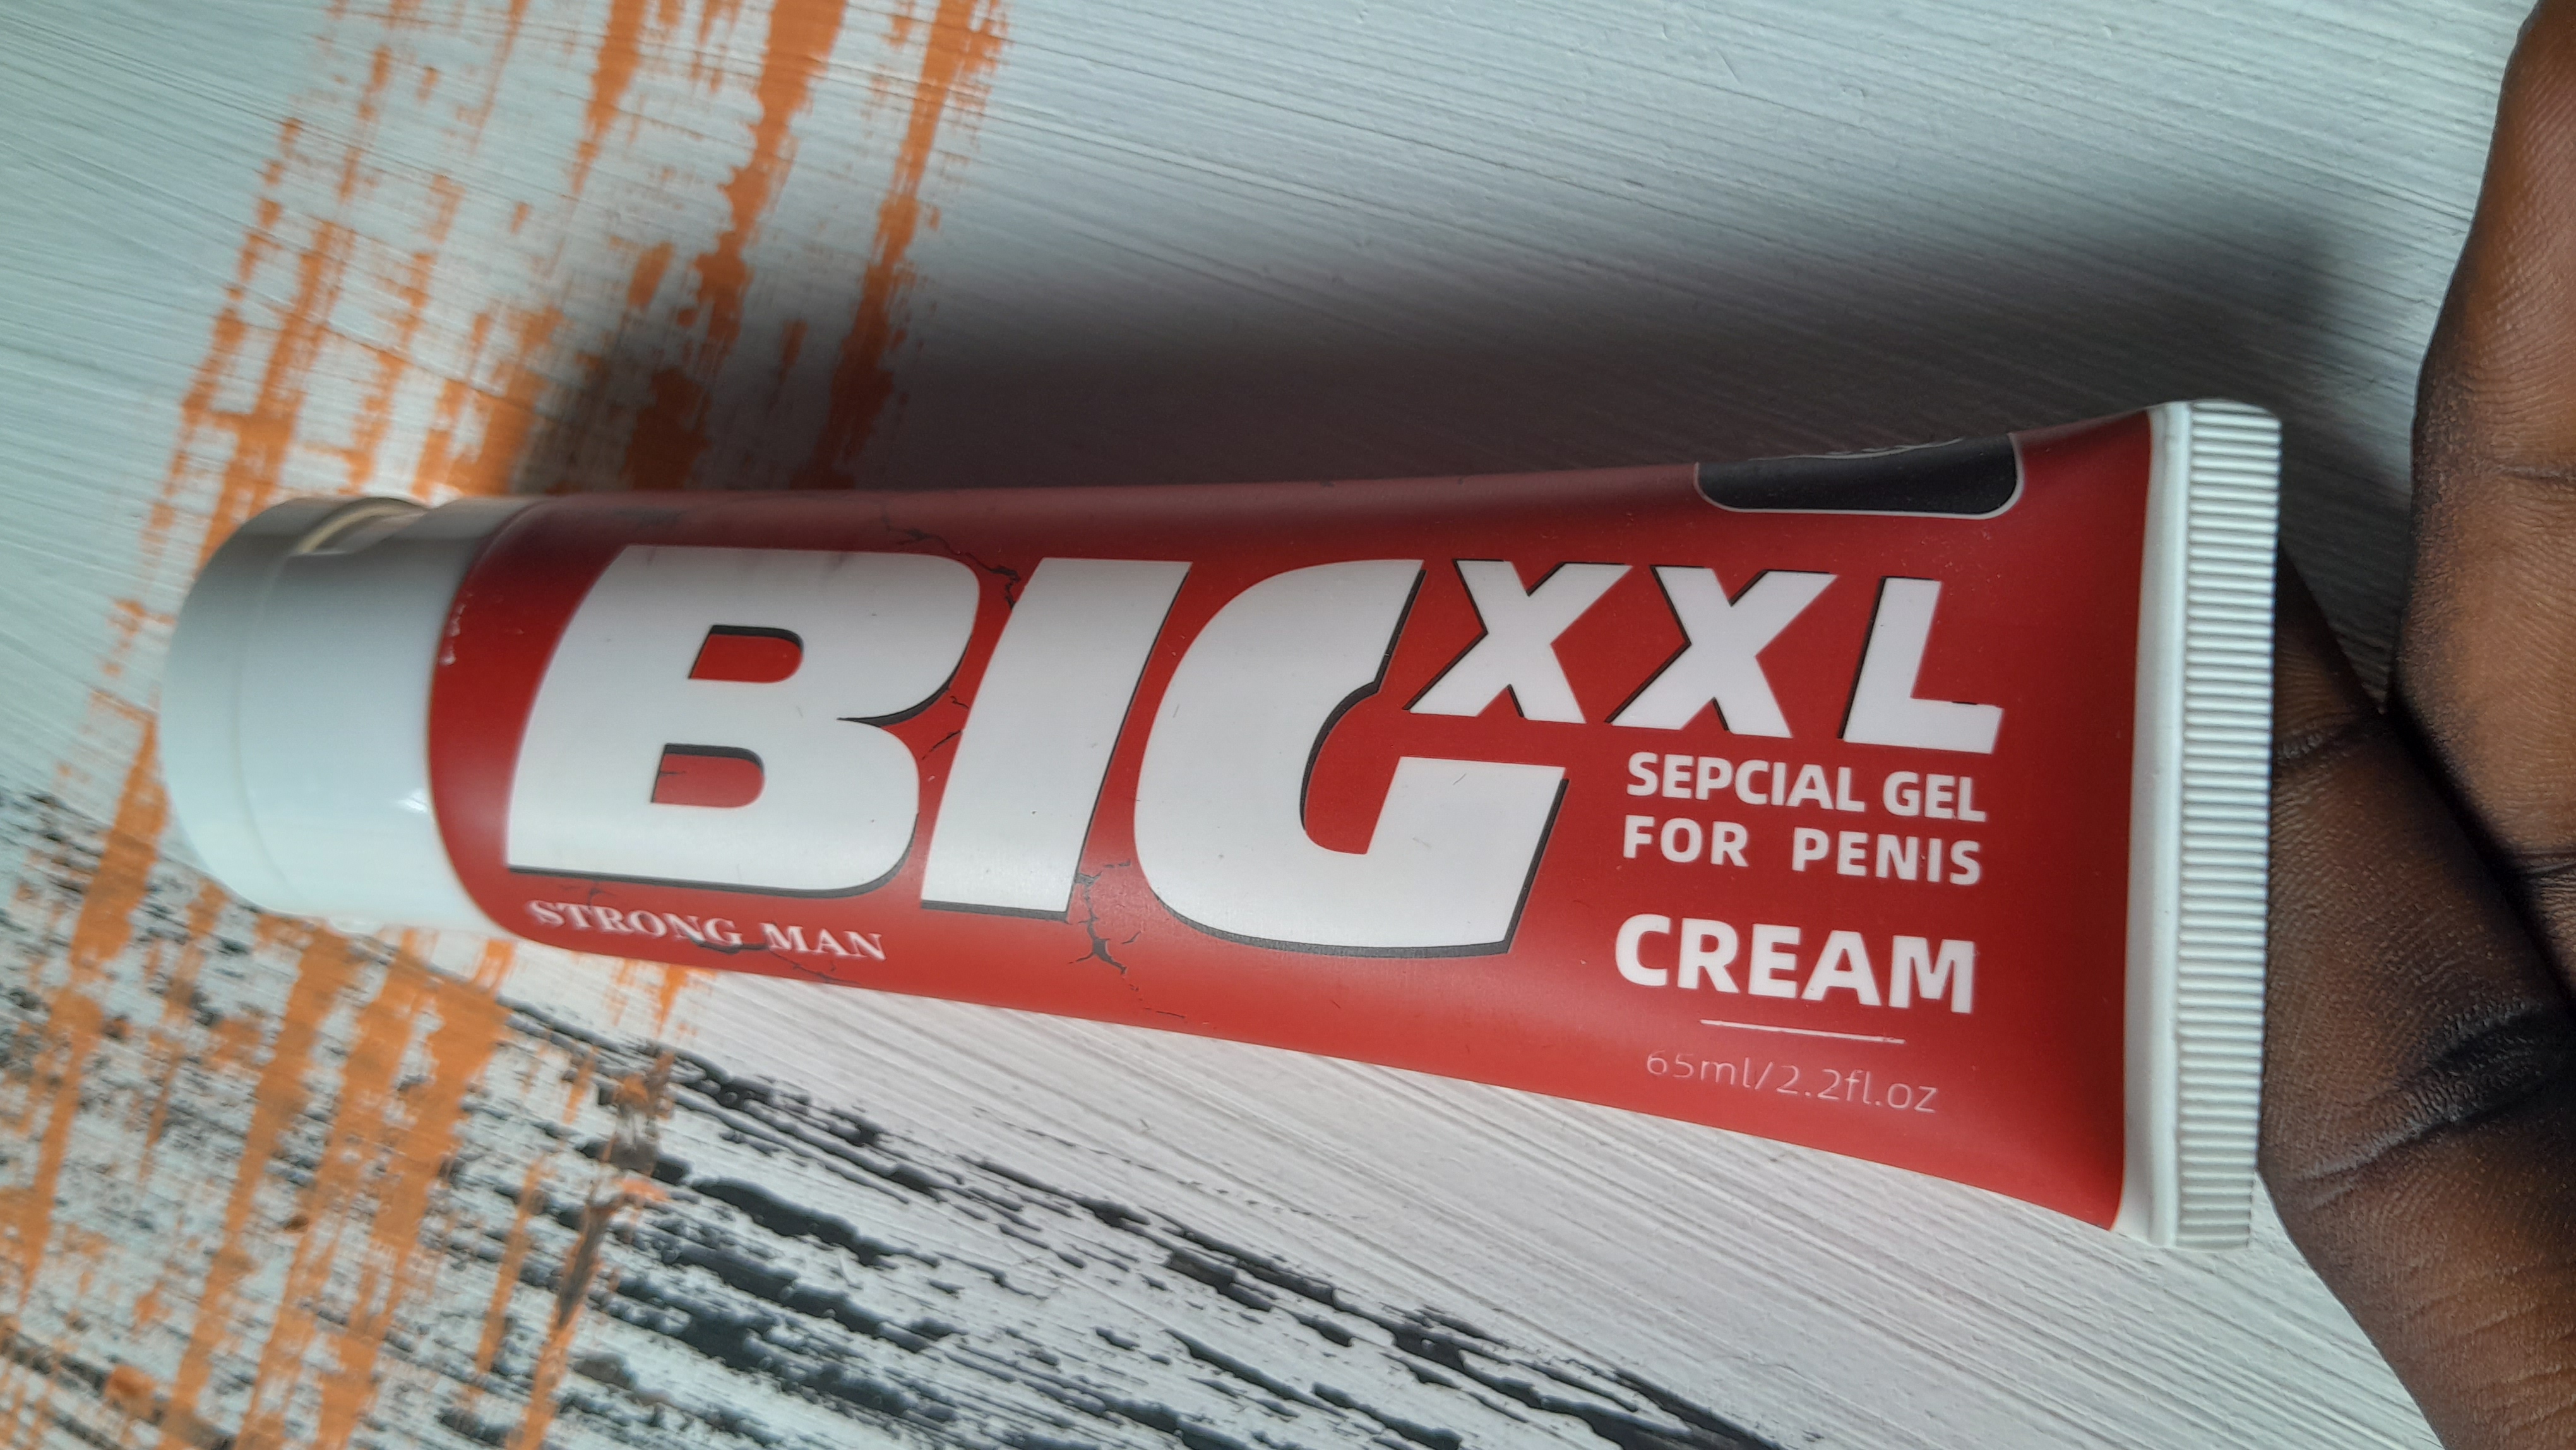 BIG
XXL
STRONG MAN
SEPCIAL GEL
FOR PENIS
CREAM
65ml/2.2fl.oz